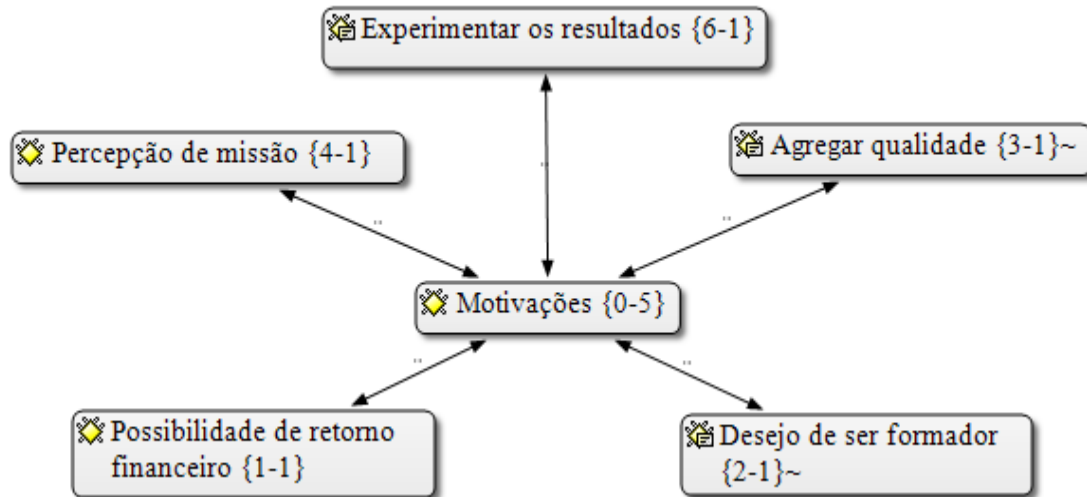 Experimentar os resultados {6-1}
Percepção de missão {4-1}
Agregar qualidade {3-1}~
Motivações {0-5}
Possibilidade de retorno
financeiro {1-1}
Desejo de ser formador
{2-1}~